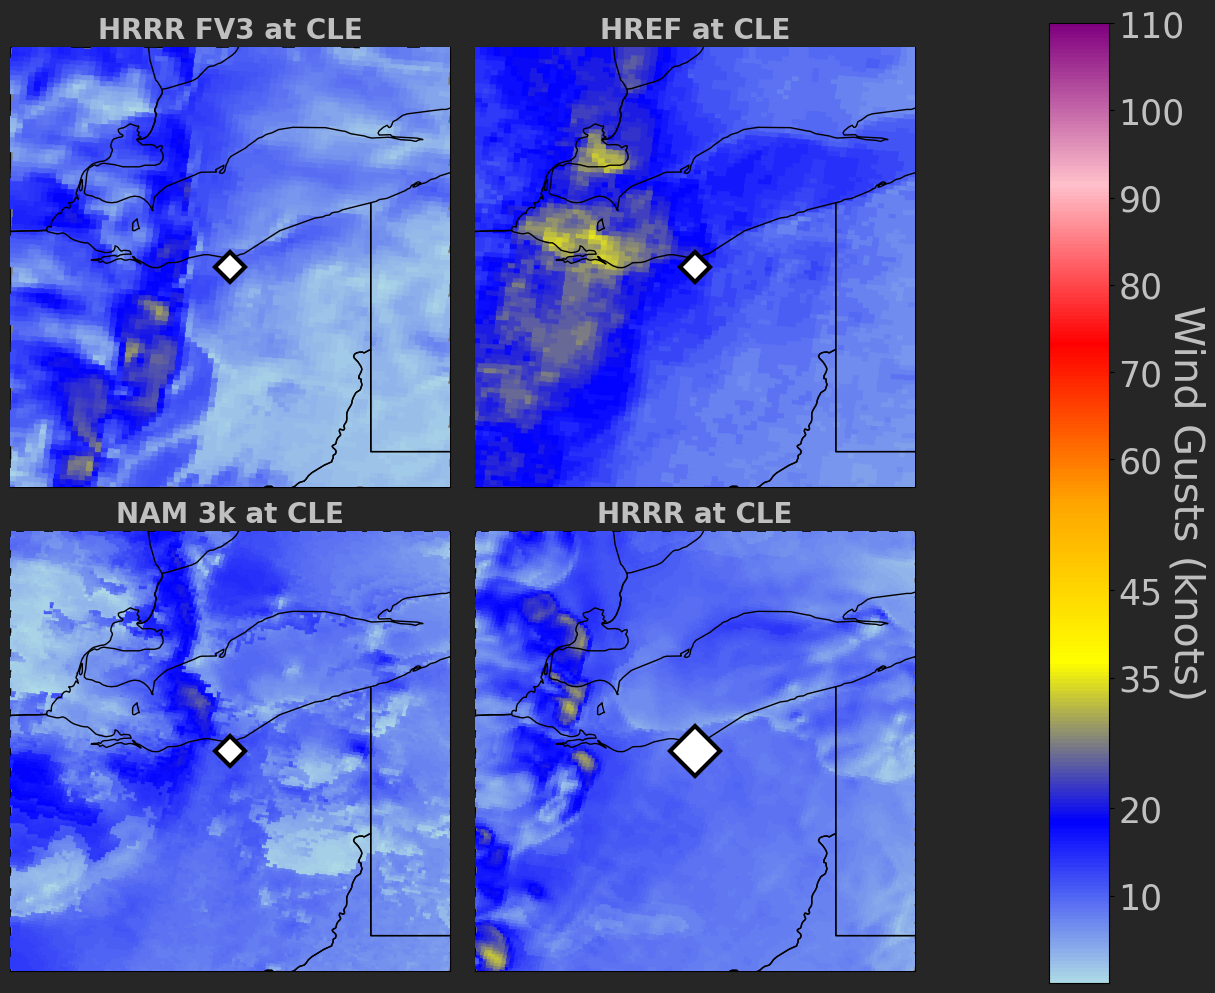 HRRR FV3 at CLE
HREF at CLE
NAM 3k at CLE
HRRR at CLE
110
100
90
80
70
60
45
35
20
10
Wind Gusts (knots)